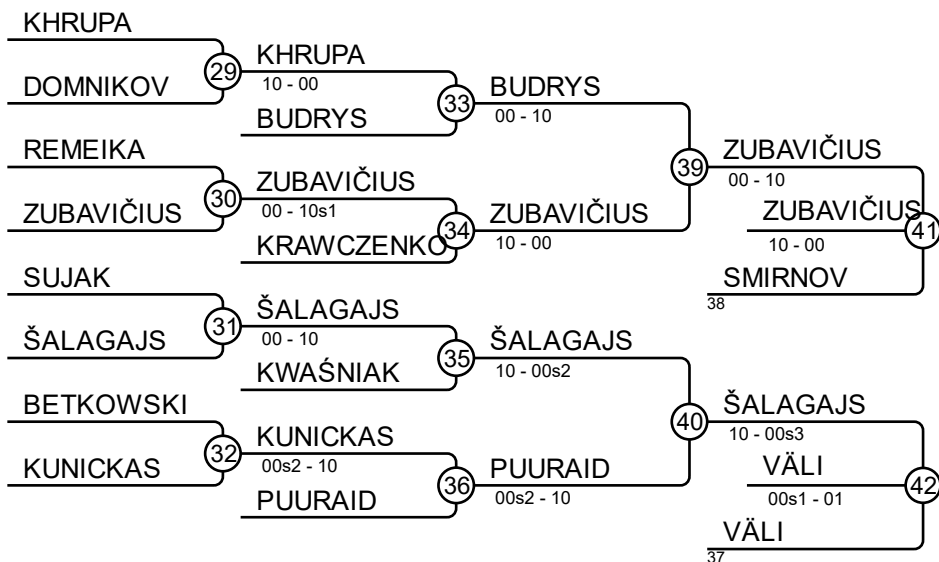 KHRUPA
29
KHRUPA
10 - 00
DOMNIKOV
33
BUDRYS
00 - 10
BUDRYS
REMEIKA
39
ZUBAVIČIUS
00 - 10
30
ZUBAVIČIUS
00 - 10s1
ZUBAVIČIUS
34
ZUBAVIČIUS
10 - 00
ZUBAVIČIUS
10 - 00
41
KRAWCZENKO
SUJAK
SMIRNOV
38
31
ŠALAGAJS
00 - 10
ŠALAGAJS
35
ŠALAGAJS
10 - 00s2
KWAŚNIAK
BETKOWSKI
40
ŠALAGAJS
10 - 00s3
32
KUNICKAS
00s2 - 10
KUNICKAS
36
PUURAID
00s2 - 10
VÄLI
00s1 - 01
42
PUURAID
VÄLI
37